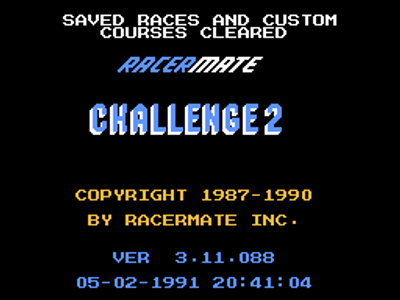 SAVED RACES AND CUSTOM
COURSES CLEARED
RACERMATE
CHALLENGE 2
COPYRIGHT 1987-1990
BY RACERMATE INC.
VER 3.11.088
05-02-1991 20:41:04